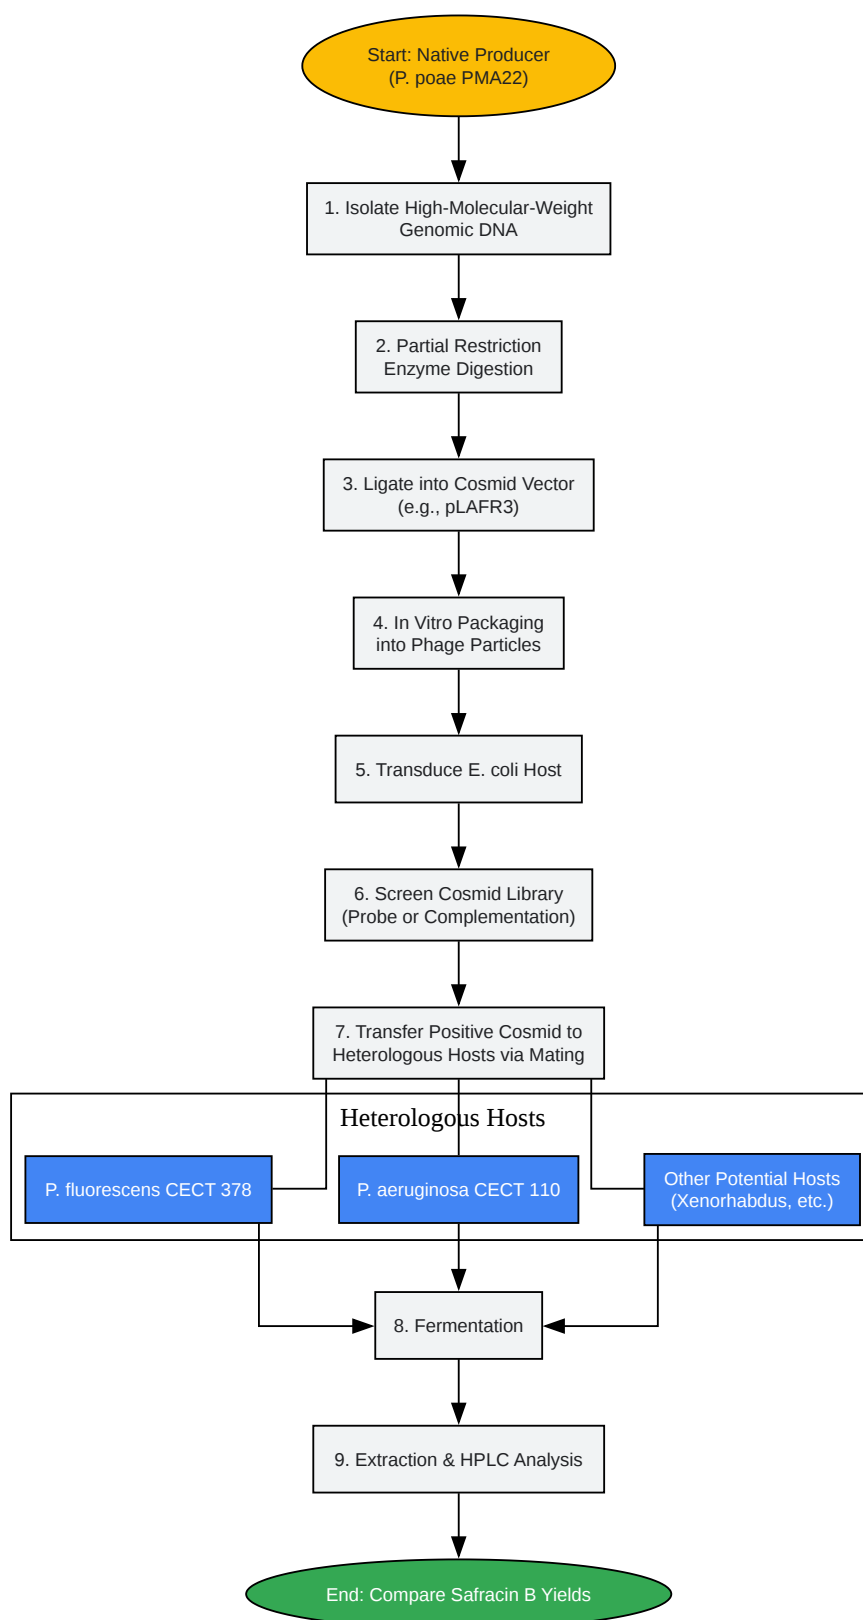 Start: Native Producer
(P. poae PMA22)
1. Isolate High-Molecular-Weight
Genomic DNA
2. Partial Restriction
Enzyme Digestion
3. Ligate into Cosmid Vector
(e.g., pLAFR3)
4. In Vitro Packaging
into Phage Particles
5. Transduce E. coli Host
6. Screen Cosmid Library
(Probe or Complementation)
7. Transfer Positive Cosmid to
Heterologous Hosts via Mating
Heterologous Hosts
P. fluorescens CECT 378
P. aeruginosa CECT 110
Other Potential Hosts
(Xenorhabdus, etc.)
8. Fermentation
9. Extraction & HPLC Analysis
End: Compare Safracin B Yields